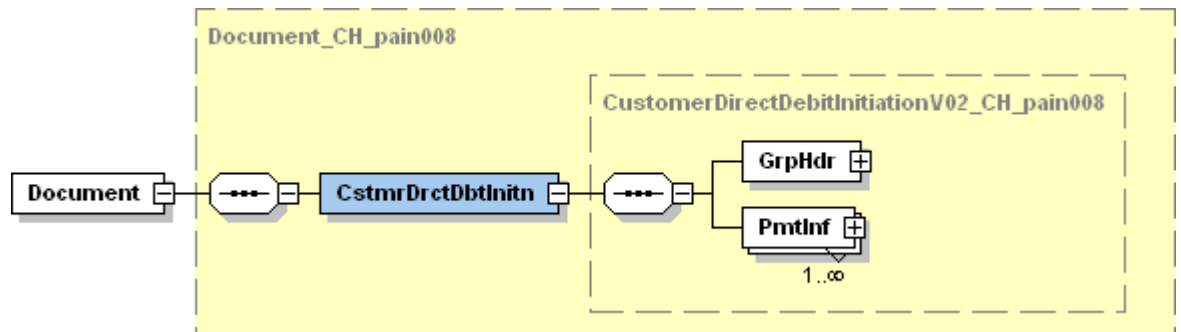 Document_CH_pain008
CustomerDirectDebitInitiationV02_CH_pain008
GrpHdr
Document
CstmrDrctDbtInitn
PmtInf
1..∞